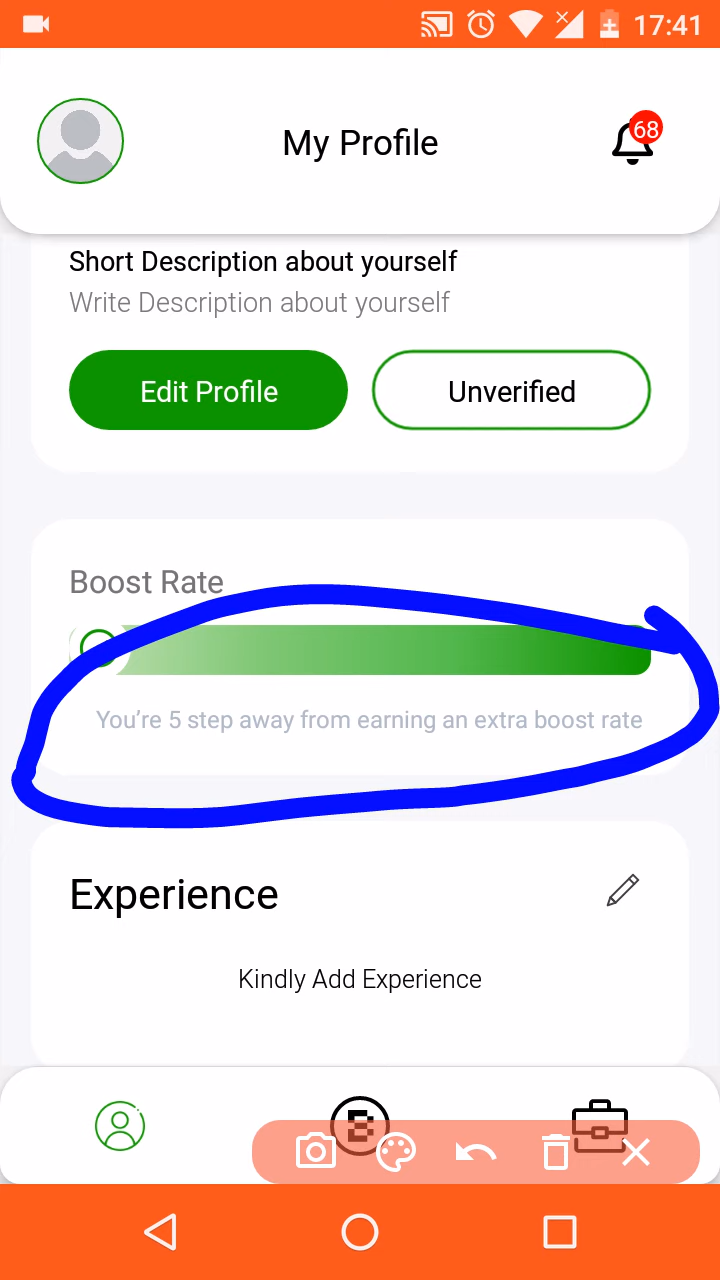 17:41
My Profile
68
Short Description about yourself
Write Description about yourself
Edit Profile
Unverified
Boost Rate
You’re 5 step away from earning an extra boost rate
Experience
Kindly Add Experience